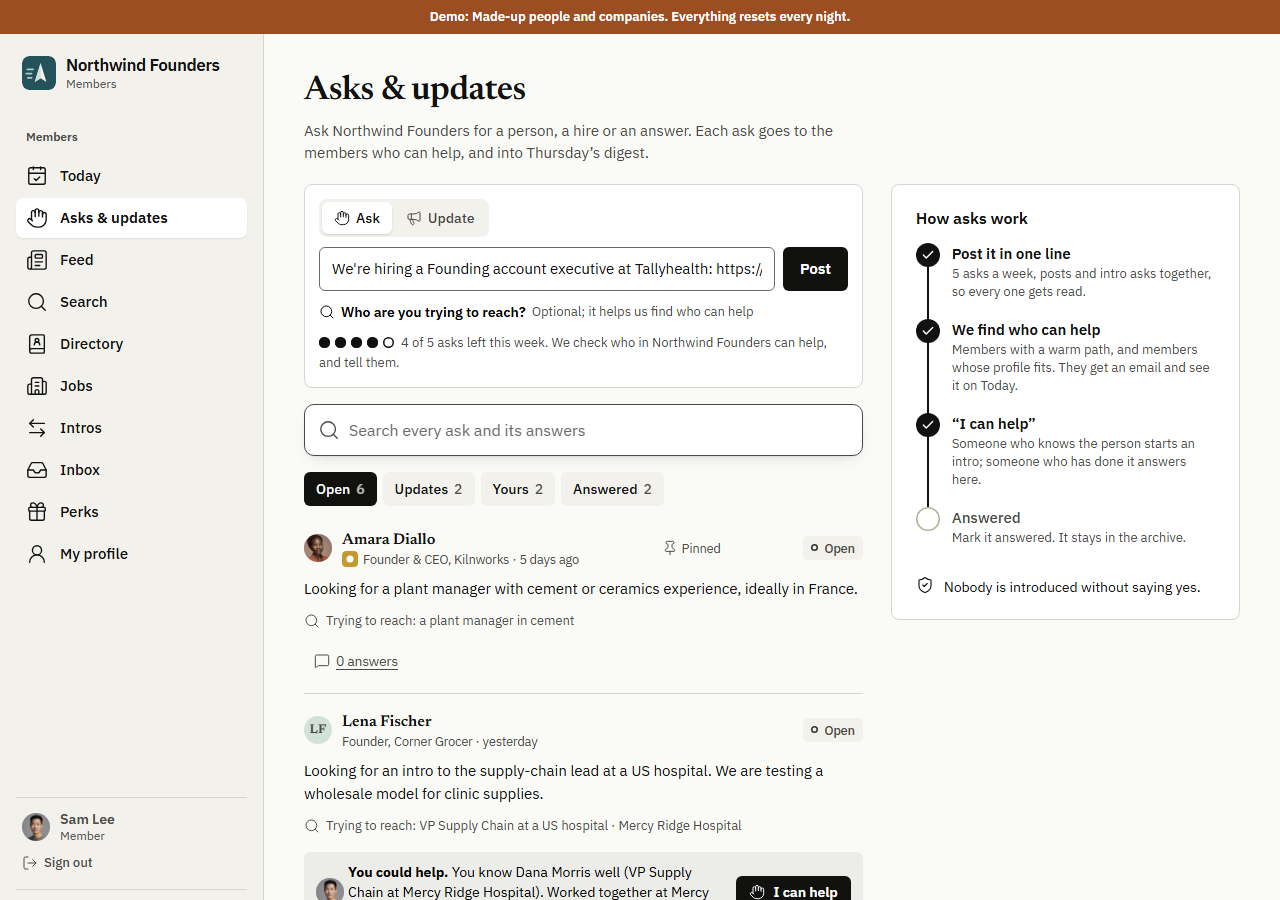 Demo: Made-up people and companies. Everything resets every night.
Northwind Founders
Members
Members
Today
Asks & updates
Feed
Search
Directory
Jobs
Intros
Inbox
Perks
My profile
Sam Lee
Member
Sign out
Asks & updates
Ask Northwind Founders for a person, a hire or an answer. Each ask goes to the
members who can help, and into Thursday’s digest.
Ask
Update
We're hiring a Founding account executive at Tallyhealth: https://
Post
Who are you trying to reach? Optional; it helps us find who can help
4 of 5 asks left this week. We check who in Northwind Founders can help,
and tell them.
Search every ask and its answers
Open 6
Updates 2
Yours 2
Answered 2
Amara Diallo
Founder & CEO, Kilnworks · 5 days ago
Pinned
Open
Looking for a plant manager with cement or ceramics experience, ideally in France.
Trying to reach: a plant manager in cement
0 answers
LF
Lena Fischer
Founder, Corner Grocer · yesterday
Open
Looking for an intro to the supply-chain lead at a US hospital. We are testing a
wholesale model for clinic supplies.
Trying to reach: VP Supply Chain at a US hospital · Mercy Ridge Hospital
You could help. You know Dana Morris well (VP Supply
Chain at Mercy Ridge Hospital). Worked together at Mercy
I can help
How asks work
Post it in one line
5 asks a week, posts and intro asks together,
so every one gets read.
We find who can help
Members with a warm path, and members
whose profile fits. They get an email and see
it on Today.
“I can help”
Someone who knows the person starts an
intro; someone who has done it answers
here.
Answered
Mark it answered. It stays in the archive.
Nobody is introduced without saying yes.